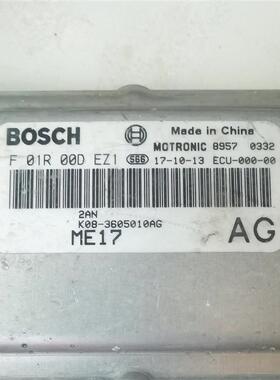 BOSCH
Made in China
MOTRONIC 8957 0332
F 01R 00D EZ1 SG6 17-10-13 ECU-000-00
2AN
K08-3605010AG
ME17 AG